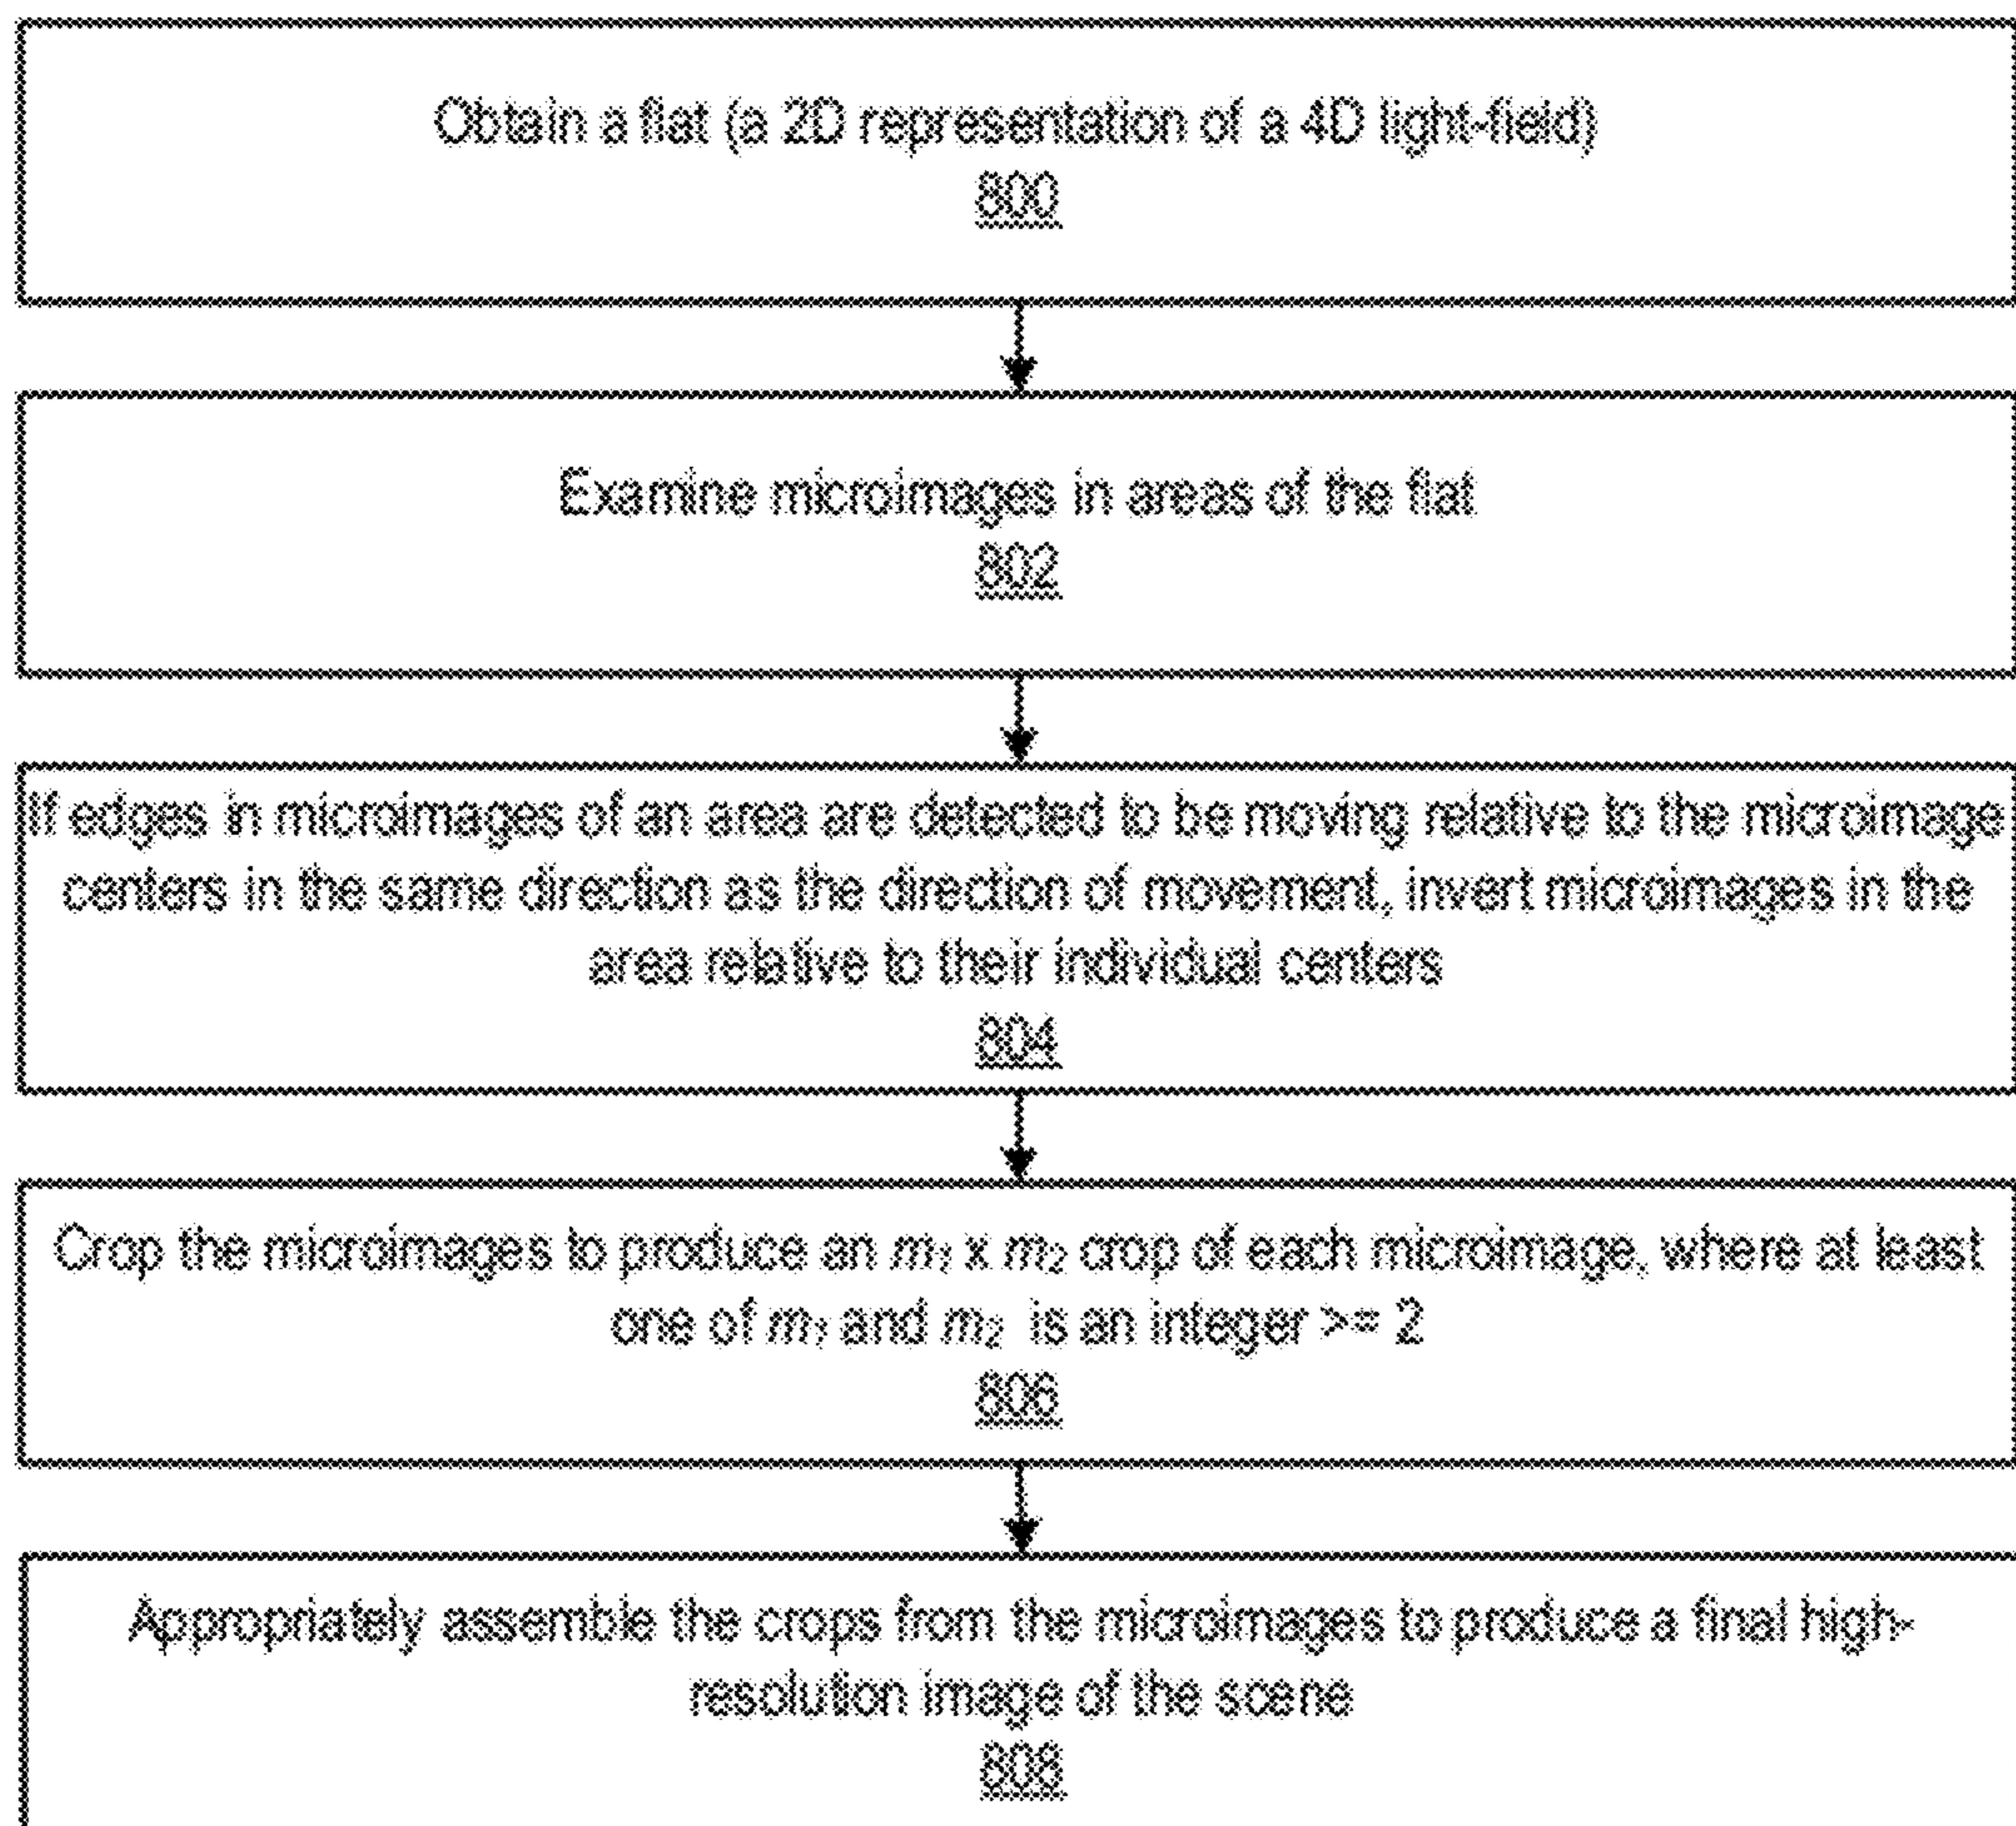 Obtain a flat (a 2D representation of a 4D light-field)
800
Examine microimages in areas of the flat
802
If edges in microimages of an area are detected to be moving relative to the microimage
centers in the same direction as the direction of movement, invert microimages in the
area relative to their individual centers
804
Crop the microimages to produce an m₁ x m₂ crop of each microimage, where at least
one of m₁ and m₂ is an integer >= 2
806
Appropriately assemble the crops from the microimages to produce a final high-
resolution image of the scene
808